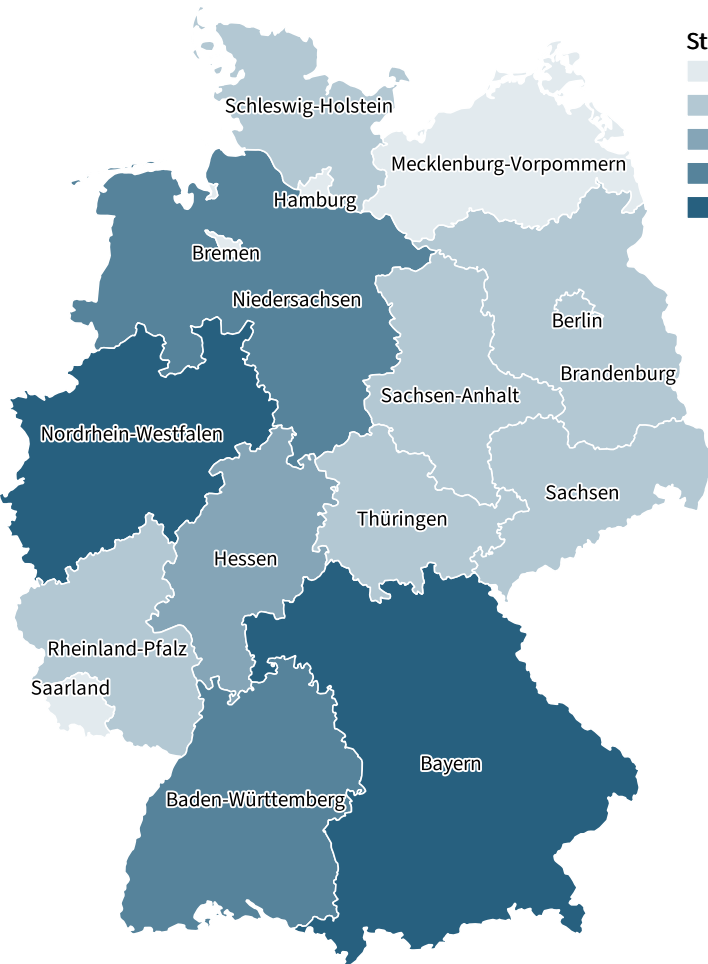 St
Schleswig-Holstein
Mecklenburg-Vorpommern
Hamburg
Bremen
Niedersachsen
Berlin
Brandenburg
Sachsen-Anhalt
Nordrhein-Westfalen
Sachsen
Thüringen
Hessen
Rheinland-Pfalz
Saarland
Bayern
Baden-Württemberg